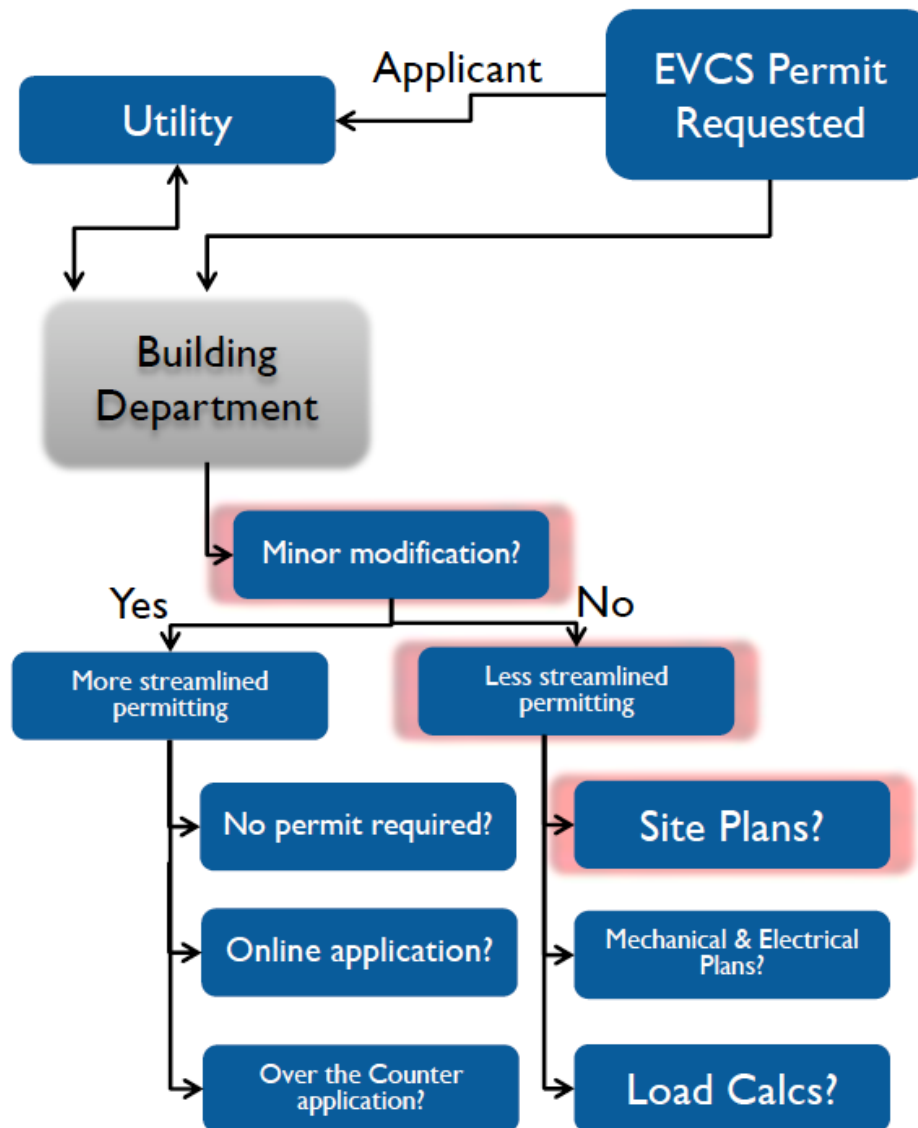 Applicant
EVCS Permit
Requested
Utility
Building
Department
Minor modification?
Yes
No
More streamlined
permitting
Less streamlined
permitting
No permit required?
Site Plans?
Online application?
Mechanical & Electrical
Plans?
Over the Counter
application?
Load Calcs?